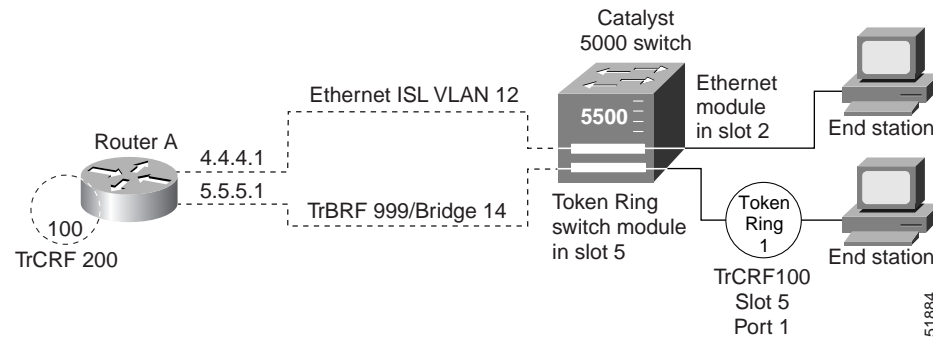 Catalyst
5000 switch
Ethernet ISL VLAN 12
5500
Ethernet
module
in slot 2
End station
Router A
4.4.4.1
5.5.5.1
100
TrCRF 200
TrBRF 999/Bridge 14
Token Ring
switch module
in slot 5
Token
Ring
1
TrCRF100
Slot 5
Port 1
End station
51884